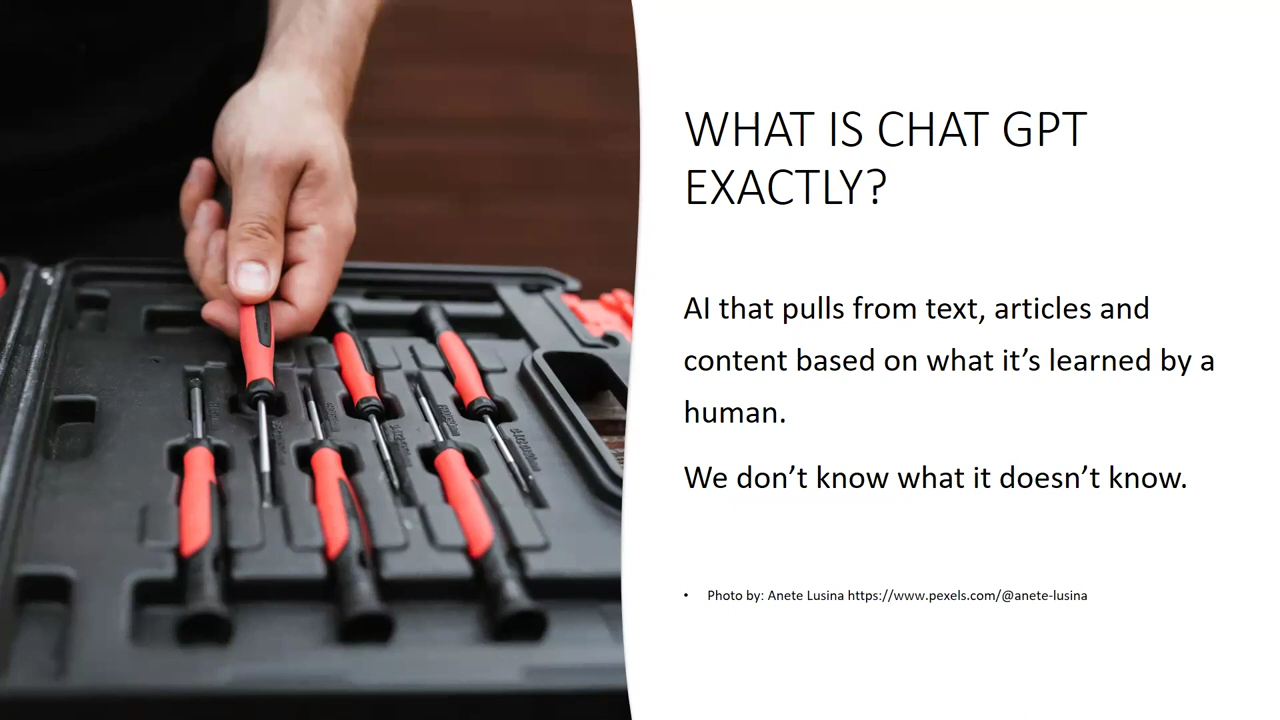 WHAT IS CHAT GPT
EXACTLY?
AI that pulls from text, articles and
content based on what it’s learned by a
human.
We don’t know what it doesn’t know.
• Photo by: Anete Lusina https://www.pexels.com/@anete-lusina